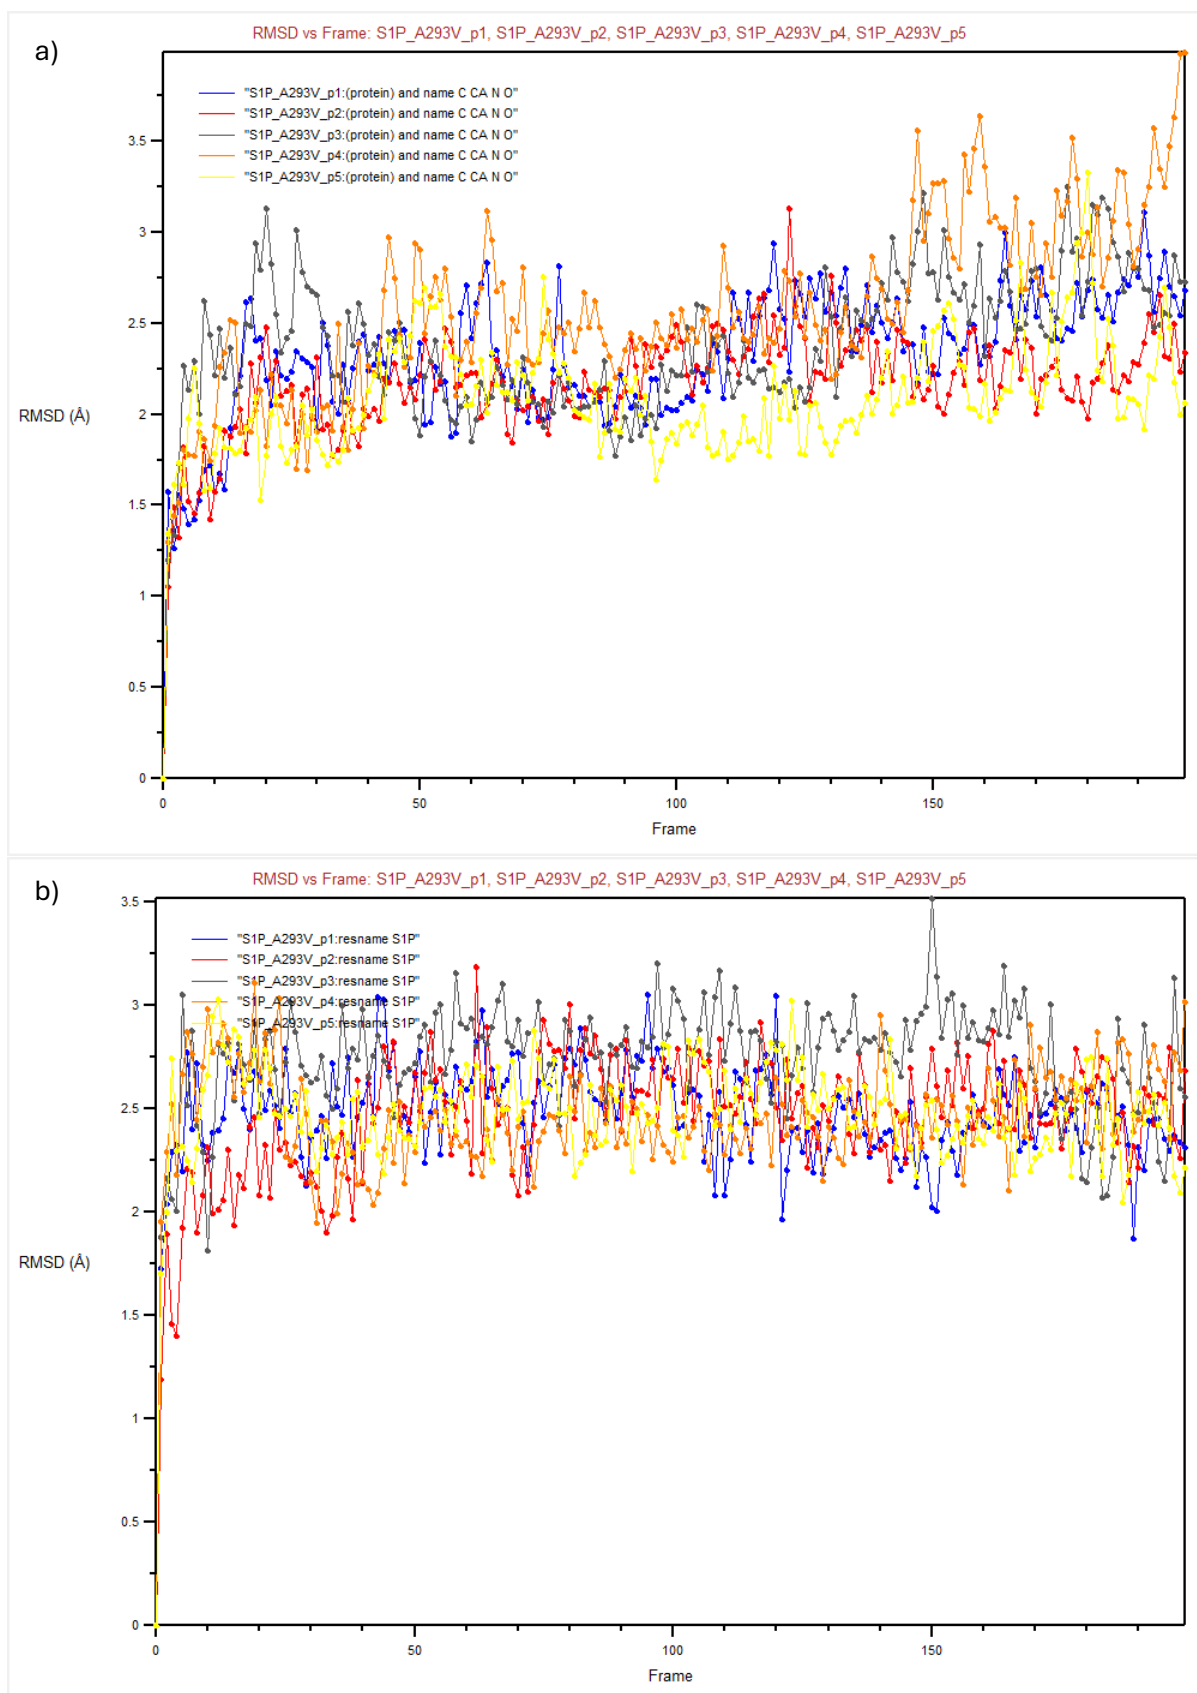 a)
RMSD vs Frame: S1P_A293V_p1, S1P_A293V_p2, S1P_A293V_p3, S1P_A293V_p4, S1P_A293V_p5
"S1P_A293V_p1:(protein) and name C CA N O"
"S1P_A293V_p2:(protein) and name C CA N O"
"S1P_A293V_p3:(protein) and name C CA N O"
"S1P_A293V_p4:(protein) and name C CA N O"
"S1P_A293V_p5:(protein) and name C CA N O"
3.5
3
2.5
2
1.5
1
0.5
0
RMSD (Å)
0 50 100 150
Frame
b)
RMSD vs Frame: S1P_A293V_p1, S1P_A293V_p2, S1P_A293V_p3, S1P_A293V_p4, S1P_A293V_p5
"S1P_A293V_p1:resname S1P"
"S1P_A293V_p2:resname S1P"
"S1P_A293V_p3:resname S1P"
"S1P_A293V_p4:resname S1P"
"S1P_A293V_p5:resname S1P"
3.5
3
2.5
2
1.5
1
0.5
0
RMSD (Å)
0 50 100 150
Frame